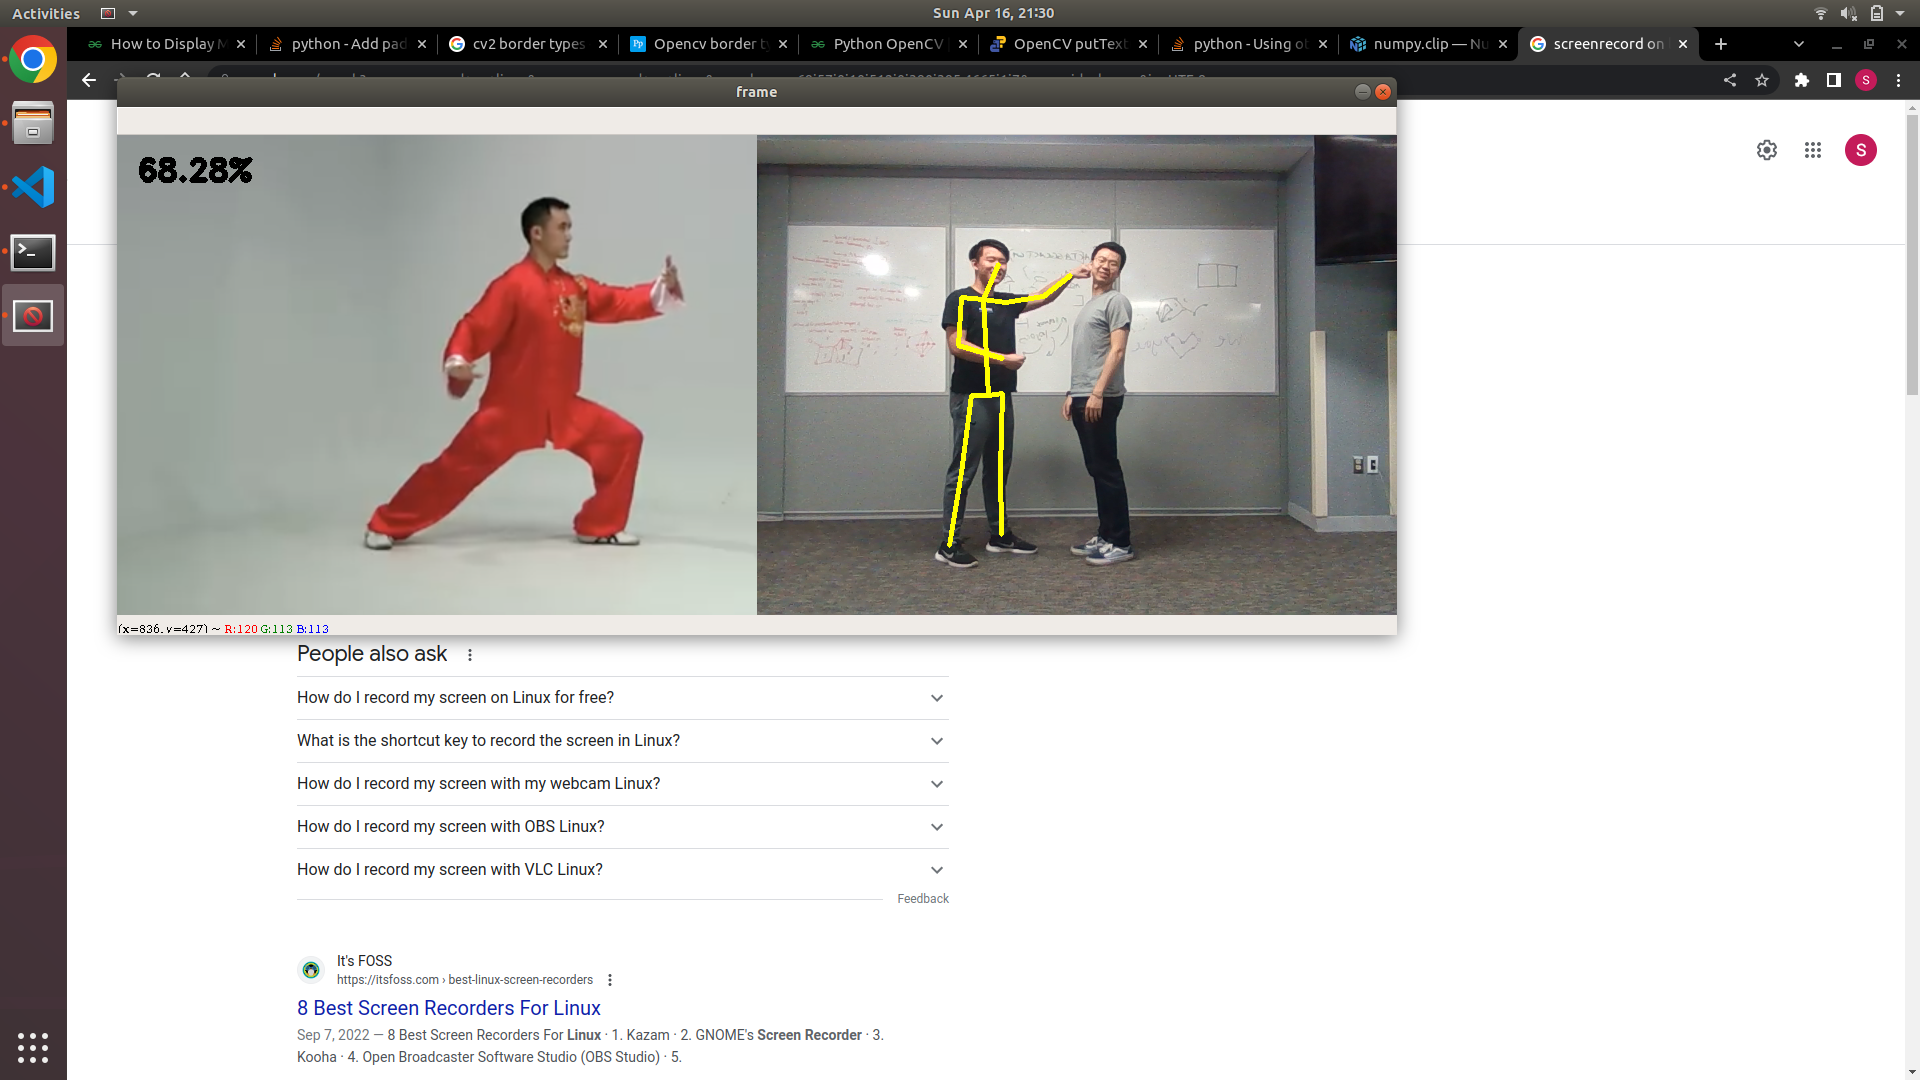 Activities
Sun Apr 16, 21:30
How to Display M
python - Add pad
cv2 border types
Opencv border t
Python OpenCV
OpenCV putText
python - Using ot
numpy.clip — Nu
screenrecord on
S
frame
68.28%
S
(x=836, y=427) ~ R:120 G:113 B:113
People also ask
How do I record my screen on Linux for free?
What is the shortcut key to record the screen in Linux?
How do I record my screen with my webcam Linux?
How do I record my screen with OBS Linux?
How do I record my screen with VLC Linux?
Feedback
It's FOSS
https://itsfoss.com › best-linux-screen-recorders
8 Best Screen Recorders For Linux
Sep 7, 2022 — 8 Best Screen Recorders For Linux · 1. Kazam · 2. GNOME's Screen Recorder · 3.
Kooha · 4. Open Broadcaster Software Studio (OBS Studio) · 5.